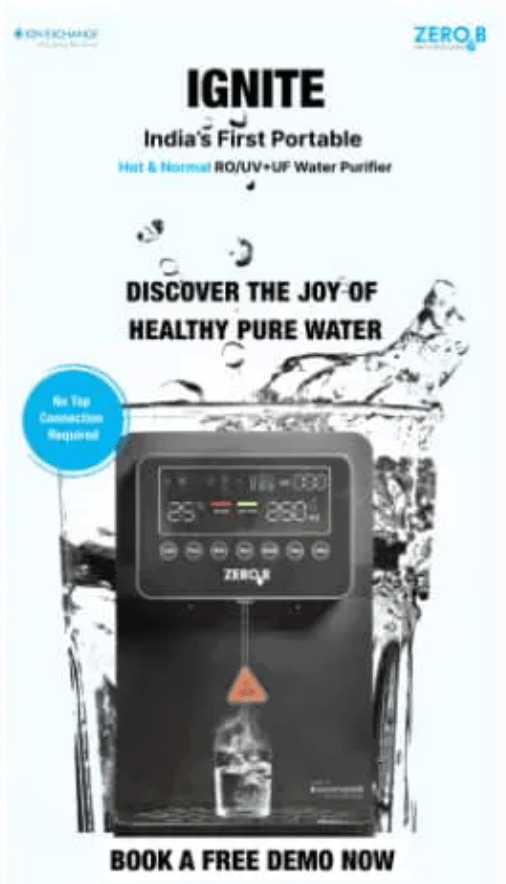 ION EXCHANGE
ZERO B
IGNITE
India's First Portable
Hot & Normal RO/UV+UF Water Purifier
DISCOVER THE JOY OF
HEALTHY PURE WATER
No Tap
Connection
Required
25
250
ZERO B
BOOK A FREE DEMO NOW